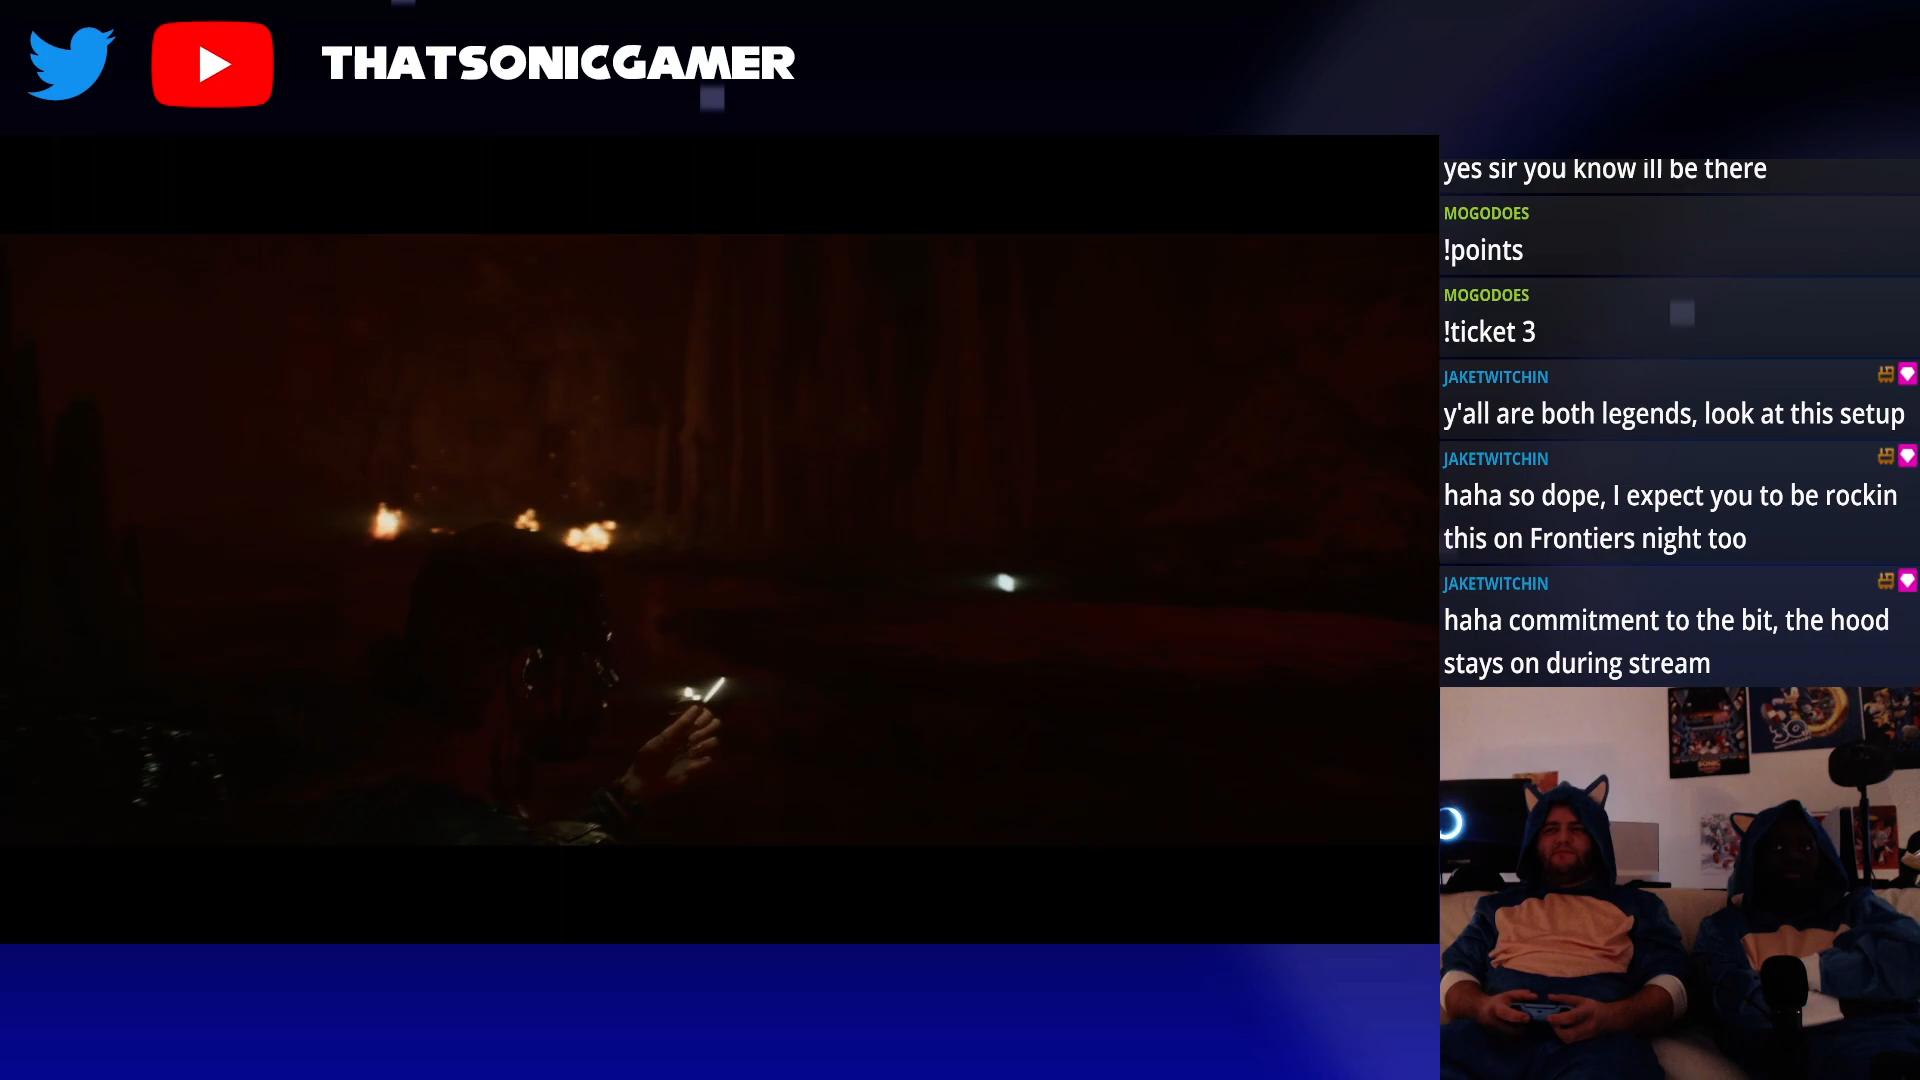 THATSONICGAMER
yes sir you know ill be there
MOGODOES
!points
MOGODOES
!ticket 3
JAKETWITCHIN
y'all are both legends, look at this setup
JAKETWITCHIN
haha so dope, I expect you to be rockin
this on Frontiers night too
JAKETWITCHIN
haha commitment to the bit, the hood
stays on during stream
SONIC
30